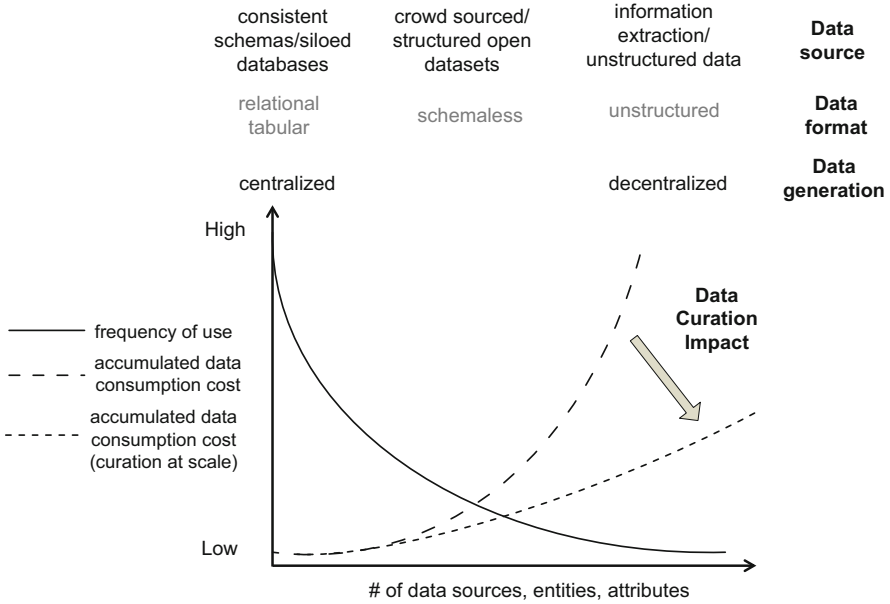 consistent
schemas/siloed
databases
crowd sourced/
structured open
datasets
information
extraction/
unstructured data
Data
source
relational
tabular
schemaless
unstructured
Data
format
centralized
decentralized
Data
generation
High
Data
Curation
Impact
frequency of use
accumulated data
consumption cost
accumulated data
consumption cost
(curation at scale)
Low
# of data sources, entities, attributes